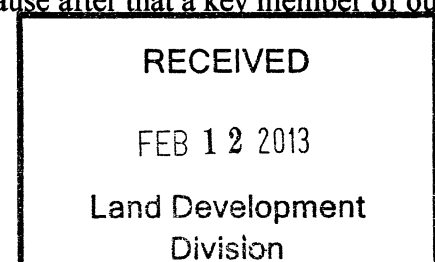 ause after that a key member of ou
RECEIVED
FEB 12 2013
Land Development
Division